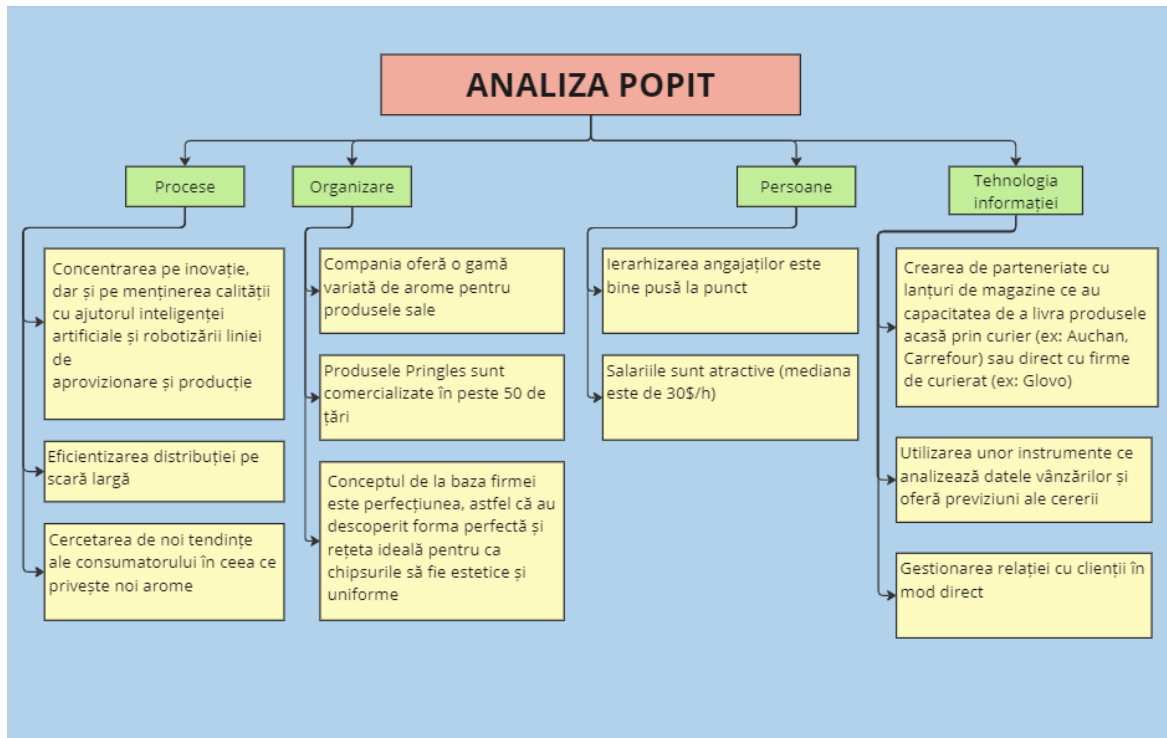 ANALIZA POPIT
Procese
Organizare
Persoane
Tehnologia
informației
Concentrarea pe inovație,
dar și pe menținerea calității
cu ajutorul inteligenței
artificiale și robotizării liniei
de
aprovizionare și producție
Eficientizarea distribuției pe
scară largă
Cercetarea de noi tendințe
ale consumatorului în ceea ce
privește noi arome
Compania oferă o gamă
variată de arome pentru
produsele sale
Produsele Pringles sunt
comercializate în peste 50 de
țări
Conceptul de la baza firmei
este perfecțiunea, astfel că au
descoperit forma perfectă și
rețeta ideală pentru ca
chipsurile să fie estetice și
uniforme
Ierarhizarea angajaților este
bine pusă la punct
Salariile sunt atractive (mediana
este de 30$/h)
Crearea de parteneriate cu
lanțuri de magazine ce au
capacitatea de a livra produsele
acasă prin curier (ex: Auchan,
Carrefour) sau direct cu firme
de curierat (ex: Glovo)
Utilizarea unor instrumente ce
analizează datele vânzărilor și
oferă previziuni ale cererii
Gestionarea relației cu clienții în
mod direct